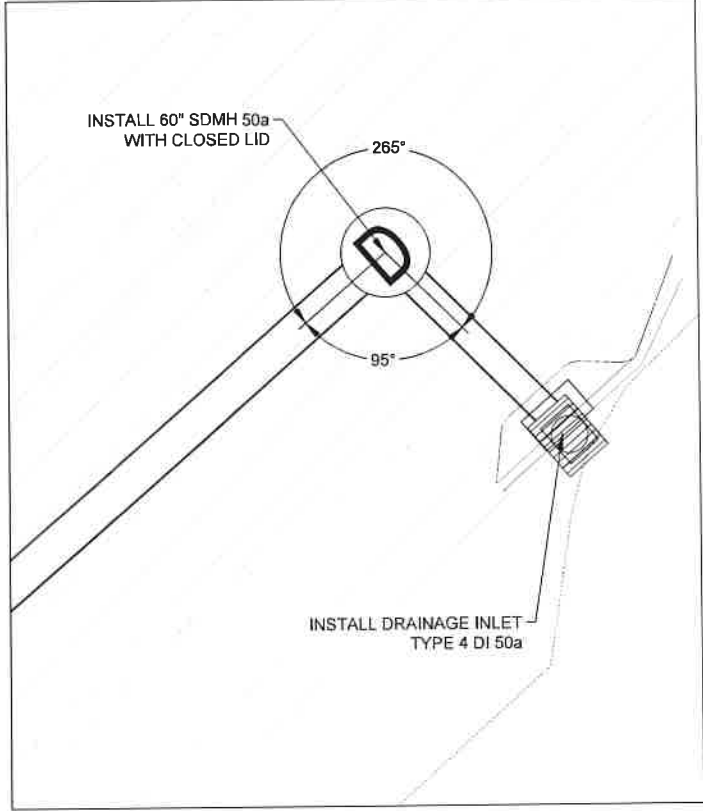 INSTALL 60" SDMH 50a
WITH CLOSED LID
265°
D
95°
INSTALL DRAINAGE INLET
TYPE 4 DI 50a